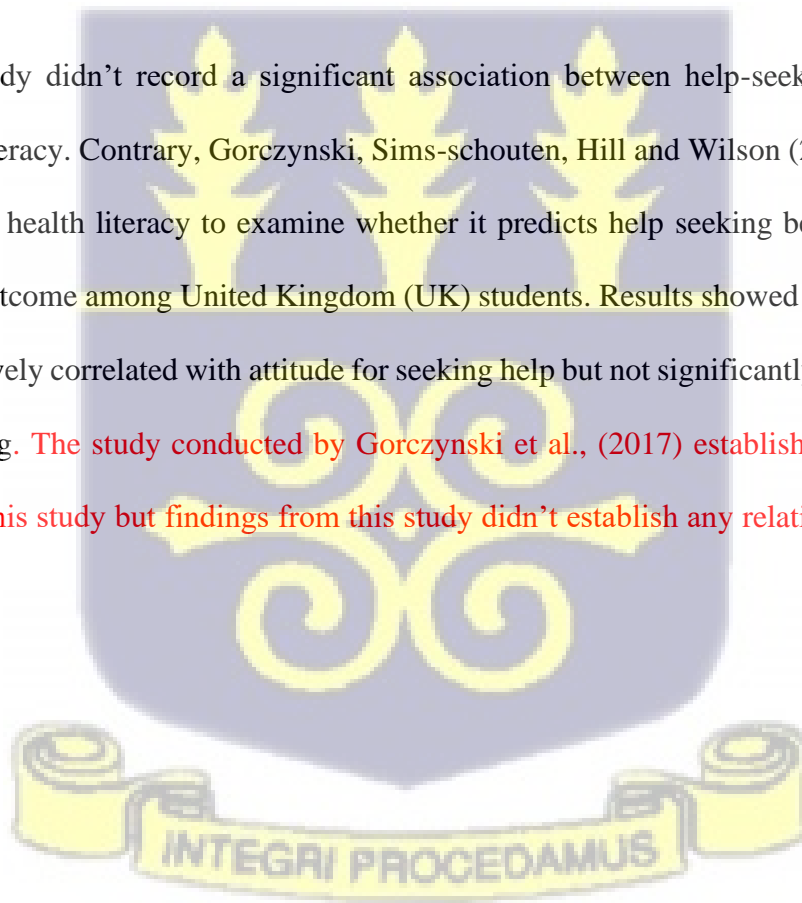 dy didn't record a significant association between help-seek
eracy. Contrary, Gorczynski, Sims-schouten, Hill and Wilson (2
health literacy to examine whether it predicts help seeking be
tcome among United Kingdom (UK) students. Results showed
vely correlated with attitude for seeking help but not significantly
g. The study conducted by Gorczynski et al., (2017) establish
his study but findings from this study didn't establish any relati
INTEGRI PROCEDAMUS